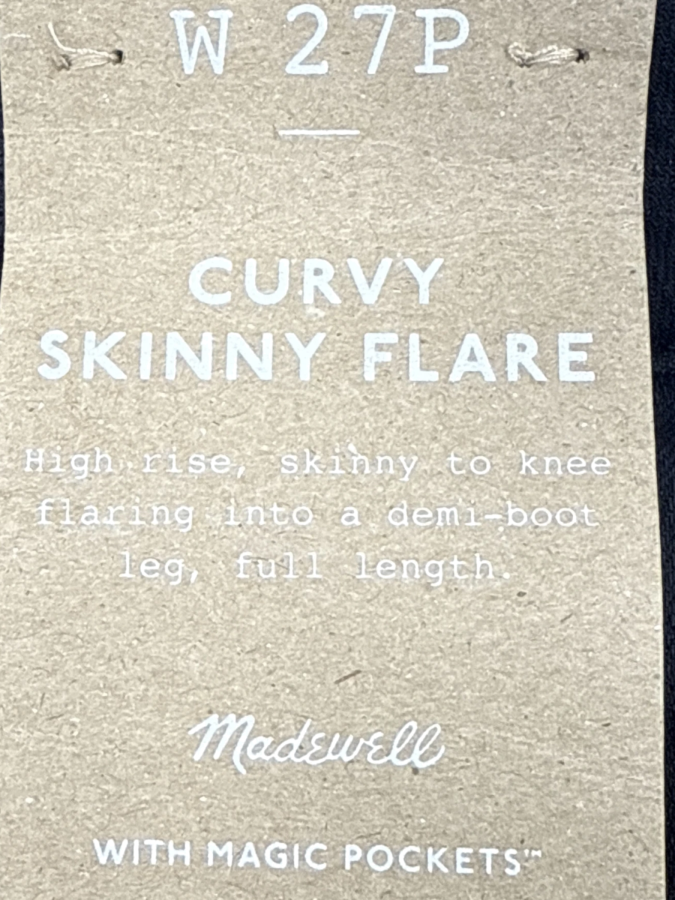 W 27P
CURVY
SKINNY FLARE
High rise, skinny to knee
flaring into a demi-boot
leg, full length.
Madewell
WITH MAGIC POCKETS™